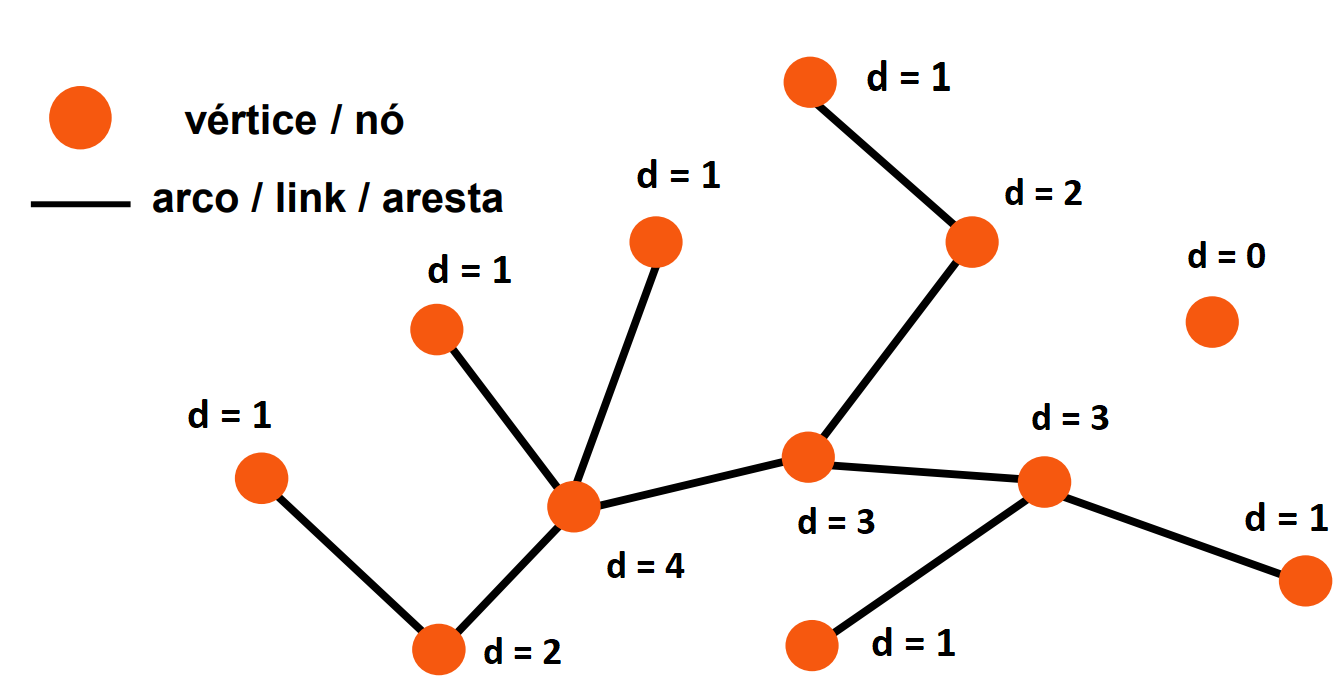 vértice / nó
arco / link / aresta
d = 1
d = 1
d = 2
d = 0
d = 1
d = 1
d = 3
d = 3
d = 1
d = 4
d = 2
d = 1